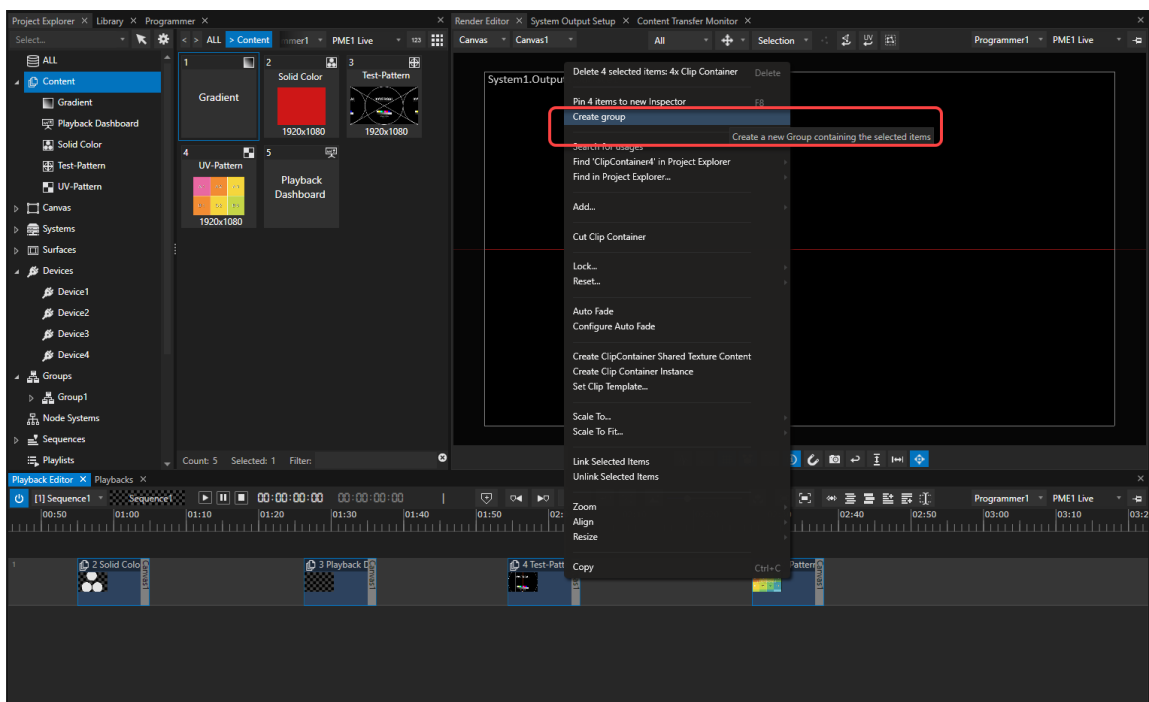 Project Explorer × Library × Programmer × ×
Select... < > ALL > Content mmer1 PME1 Live 123
ALL
Content
Gradient
Playback Dashboard
Solid Color
Test-Pattern
UV-Pattern
Canvas
Systems
Surfaces
Devices
Device1
Device2
Device3
Device4
Groups
Group1
Node Systems
Sequences
Playlists
1
Gradient
2
Solid Color
1920x1080
3
Test-Pattern
1920x1080
4
UV-Pattern
1920x1080
5
Playback
Dashboard
Count: 5 Selected: 1 Filter:
Render Editor × System Output Setup × Content Transfer Monitor × ×
Canvas Canvas1 All Selection UV Programmer1 PME1 Live
System1.Outpu
Delete 4 selected items: 4x Clip Container Delete
Pin 4 items to new Inspector F8
Create group
Create a new Group containing the selected items
Search for usages
Find 'ClipContainer4' in Project Explorer
Find in Project Explorer...
Add...
Cut Clip Container
Lock...
Reset...
Auto Fade
Configure Auto Fade
Create ClipContainer Shared Texture Content
Create Clip Container Instance
Set Clip Template...
Scale To...
Scale To Fit...
Link Selected Items
Unlink Selected Items
Zoom
Align
Resize
Copy Ctrl+C
Playback Editor × Playbacks × ×
[1] Sequence1 Sequence1 00:00:00:00 00:00:00:00 Programmer1 PME1 Live
00:50 01:00 01:10 01:20 01:30 01:40 01:50 02: 02:40 02:50 03:00 03:10 03:2
1
2 Solid Colo Canvas1
3 Playback D Canvas1
4 Test-Patt
Pattern Canvas1